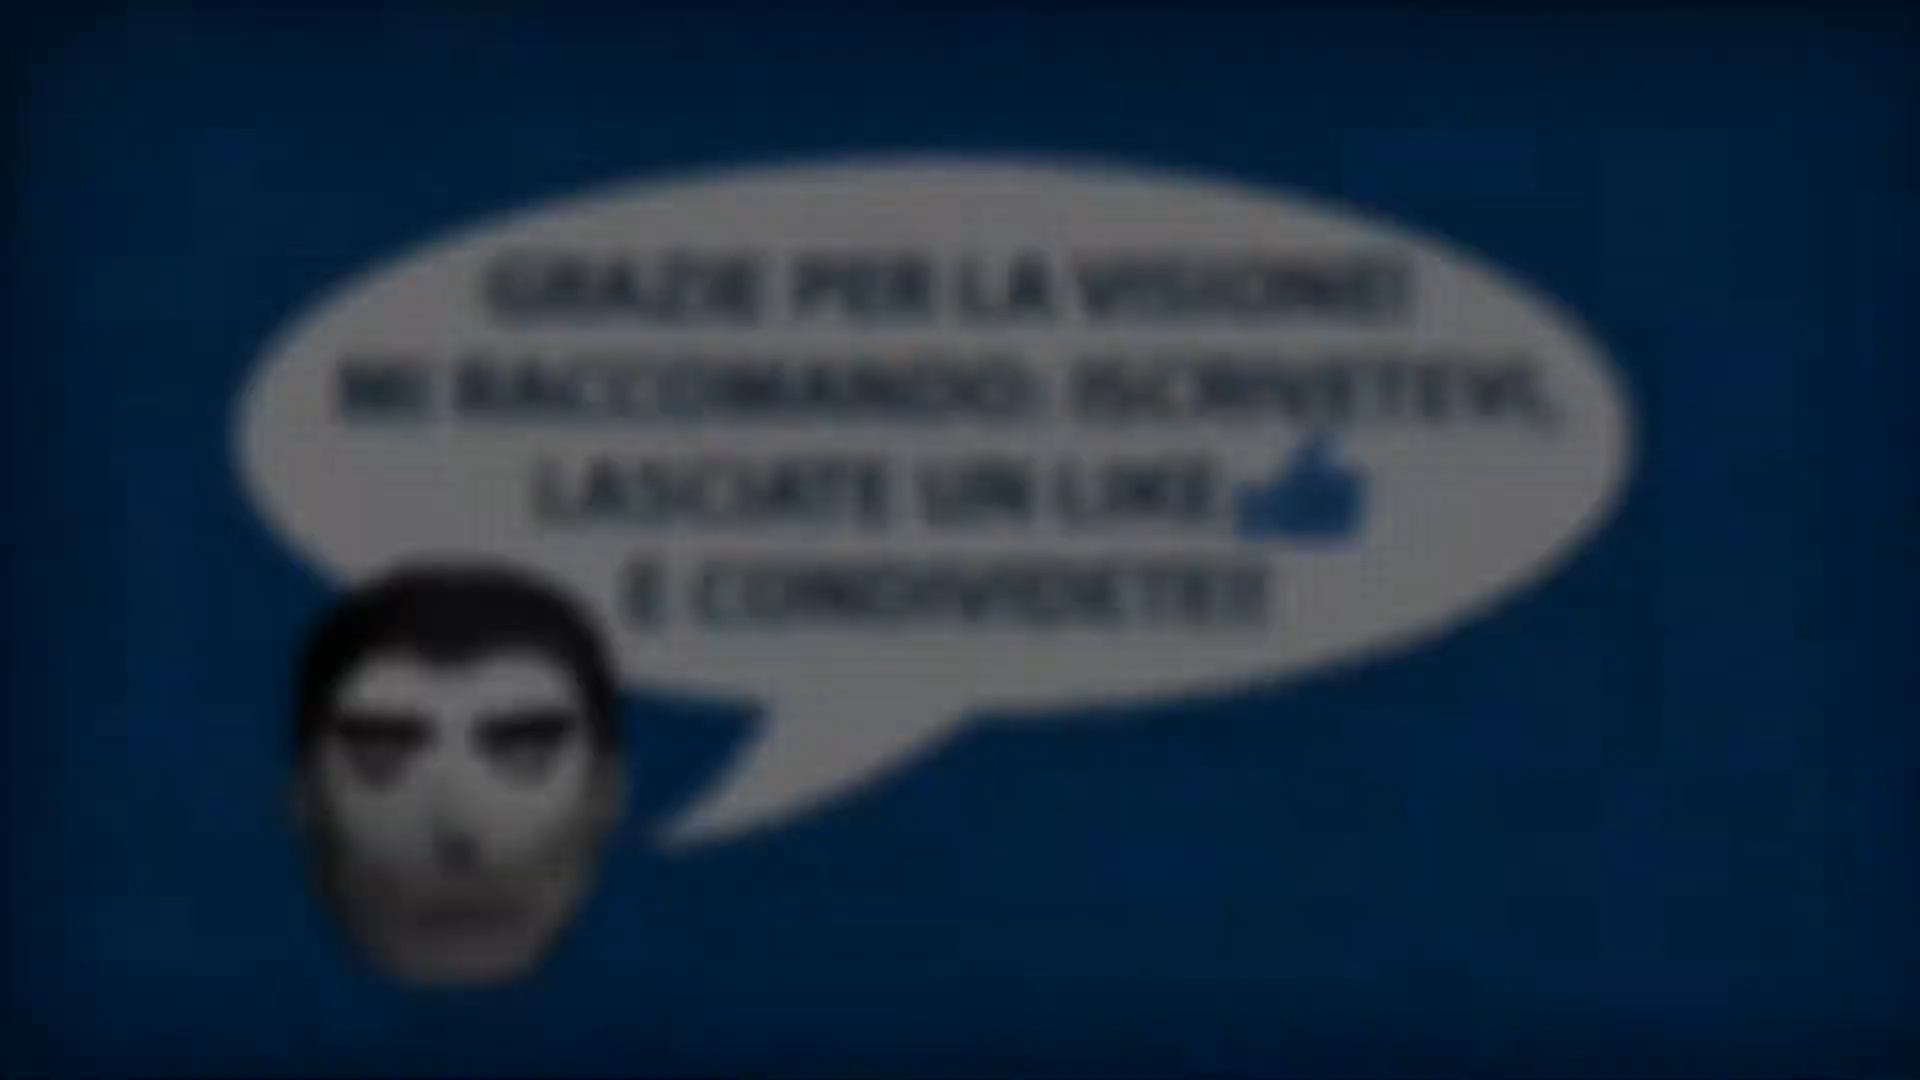 GRAZIE PER LA VISIONE!
MI RACCOMANDO: ISCRIVETEVI,
LASCIATE UN LIKE
E CONDIVIDETE!!